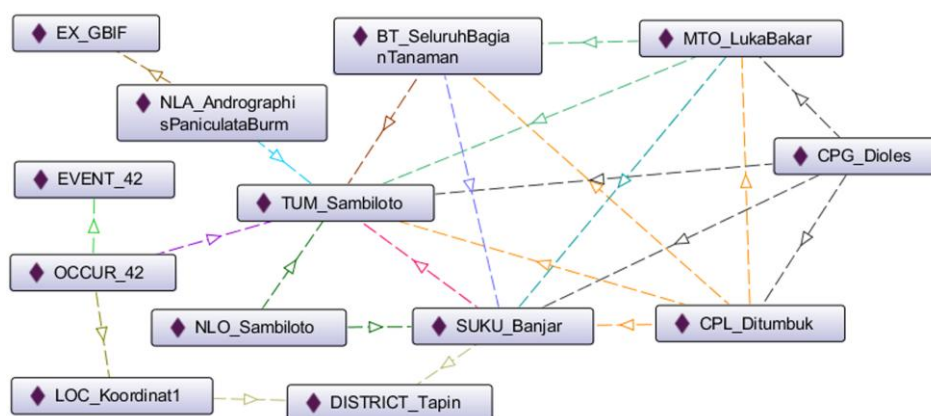 EX_GBIF
BT_SeluruhBagia
nTanaman
MTO_LukaBakar
NLA_Andrographi
sPaniculataBurm
CPG_Dioles
EVENT_42
TUM_Sambiloto
OCCUR_42
NLO_Sambiloto
SUKU_Banjar
CPL_Ditumbuk
LOC_Koordinat1
DISTRICT_Tapin